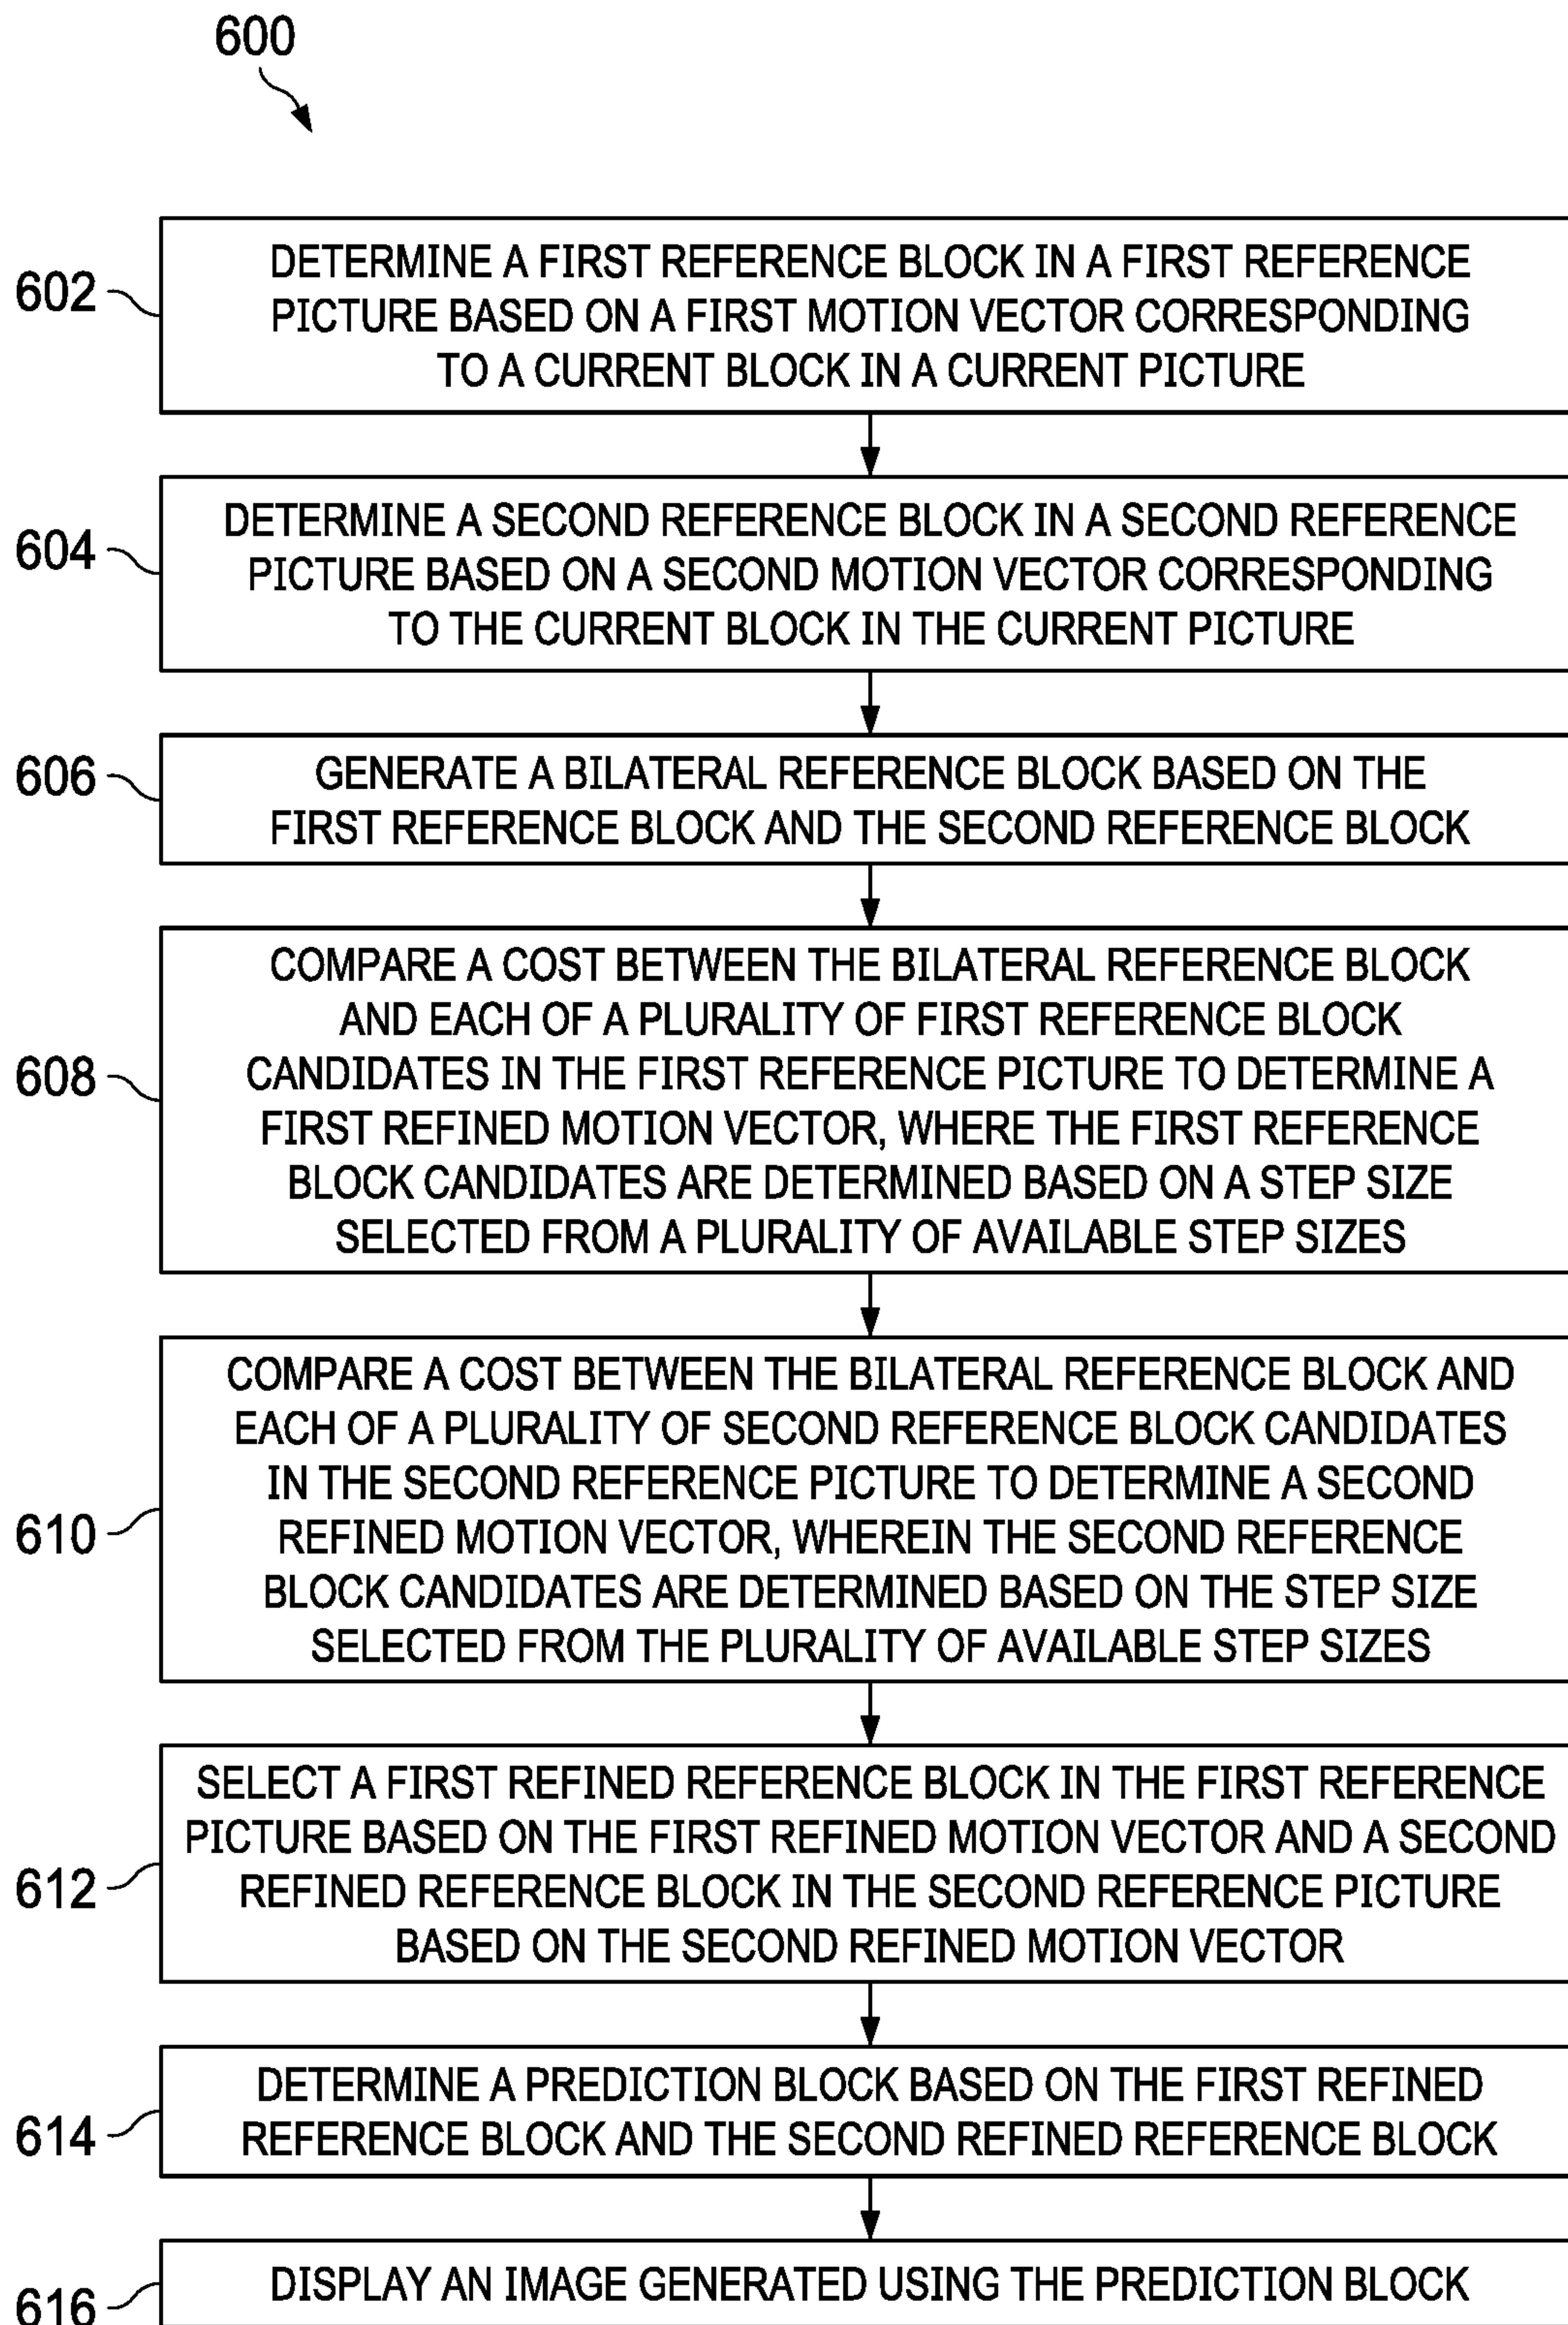 600
602
DETERMINE A FIRST REFERENCE BLOCK IN A FIRST REFERENCE
PICTURE BASED ON A FIRST MOTION VECTOR CORRESPONDING
TO A CURRENT BLOCK IN A CURRENT PICTURE
604
DETERMINE A SECOND REFERENCE BLOCK IN A SECOND REFERENCE
PICTURE BASED ON A SECOND MOTION VECTOR CORRESPONDING
TO THE CURRENT BLOCK IN THE CURRENT PICTURE
606
GENERATE A BILATERAL REFERENCE BLOCK BASED ON THE
FIRST REFERENCE BLOCK AND THE SECOND REFERENCE BLOCK
608
COMPARE A COST BETWEEN THE BILATERAL REFERENCE BLOCK
AND EACH OF A PLURALITY OF FIRST REFERENCE BLOCK
CANDIDATES IN THE FIRST REFERENCE PICTURE TO DETERMINE A
FIRST REFINED MOTION VECTOR, WHERE THE FIRST REFERENCE
BLOCK CANDIDATES ARE DETERMINED BASED ON A STEP SIZE
SELECTED FROM A PLURALITY OF AVAILABLE STEP SIZES
610
COMPARE A COST BETWEEN THE BILATERAL REFERENCE BLOCK AND
EACH OF A PLURALITY OF SECOND REFERENCE BLOCK CANDIDATES
IN THE SECOND REFERENCE PICTURE TO DETERMINE A SECOND
REFINED MOTION VECTOR, WHEREIN THE SECOND REFERENCE
BLOCK CANDIDATES ARE DETERMINED BASED ON THE STEP SIZE
SELECTED FROM THE PLURALITY OF AVAILABLE STEP SIZES
612
SELECT A FIRST REFINED REFERENCE BLOCK IN THE FIRST REFERENCE
PICTURE BASED ON THE FIRST REFINED MOTION VECTOR AND A SECOND
REFINED REFERENCE BLOCK IN THE SECOND REFERENCE PICTURE
BASED ON THE SECOND REFINED MOTION VECTOR
614
DETERMINE A PREDICTION BLOCK BASED ON THE FIRST REFINED
REFERENCE BLOCK AND THE SECOND REFINED REFERENCE BLOCK
616
DISPLAY AN IMAGE GENERATED USING THE PREDICTION BLOCK